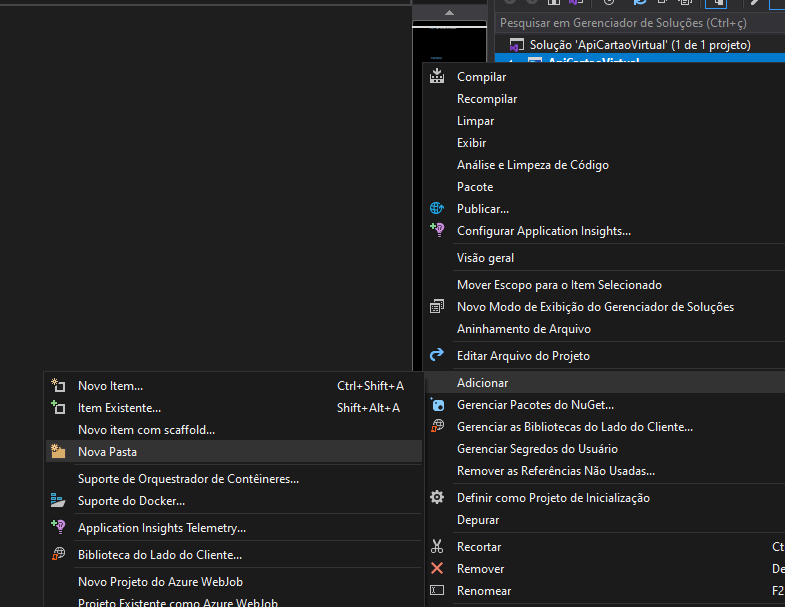 Pesquisar em Gerenciador de Soluções (Ctrl+ç)
Solução 'ApiCartaoVirtual' (1 de 1 projeto)
ApiCartaoVirtual
Compilar
Recompilar
Limpar
Exibir
Análise e Limpeza de Código
Pacote
Publicar...
Configurar Application Insights...
Visão geral
Mover Escopo para o Item Selecionado
Novo Modo de Exibição do Gerenciador de Soluções
Aninhamento de Arquivo
Editar Arquivo do Projeto
Adicionar
Gerenciar Pacotes do NuGet...
Gerenciar as Bibliotecas do Lado do Cliente...
Gerenciar Segredos do Usuário
Remover as Referências Não Usadas...
Definir como Projeto de Inicialização
Depurar
Recortar Ct
Remover De
Renomear F2
Novo Item... Ctrl+Shift+A
Item Existente... Shift+Alt+A
Novo item com scaffold...
Nova Pasta
Suporte de Orquestrador de Contêineres...
Suporte do Docker...
Application Insights Telemetry...
Biblioteca do Lado do Cliente...
Novo Projeto do Azure WebJob
Projeto Existente como Azure WebJob